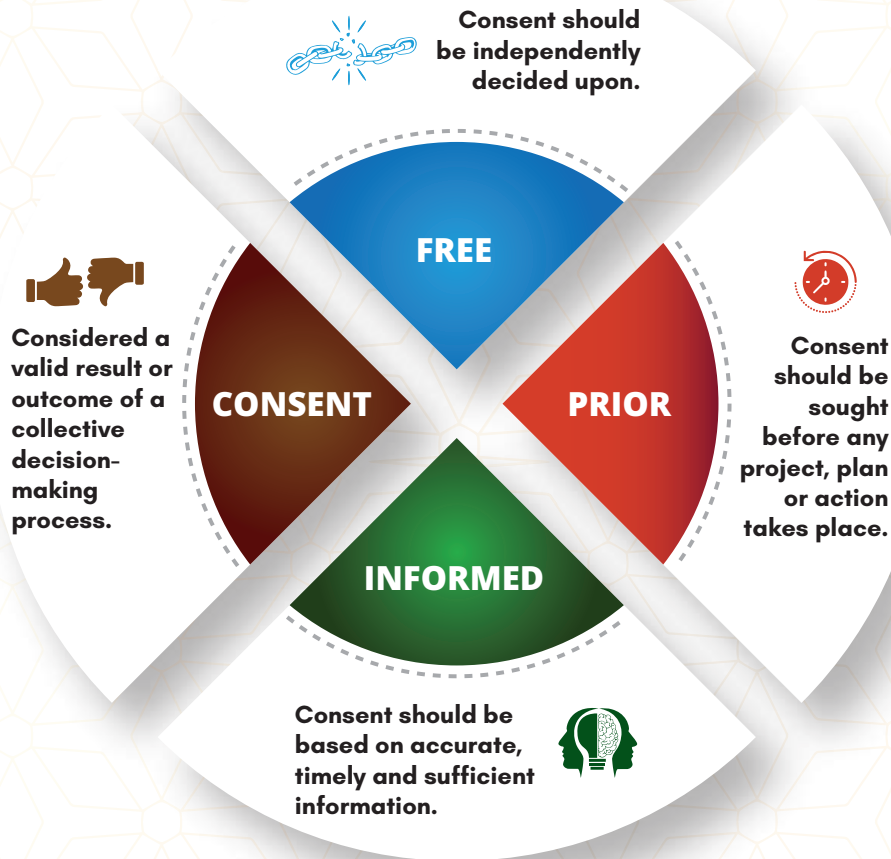 Consent should
be independently
decided upon.
FREE
Considered a
valid result or
outcome of a
collective
decision-
making
process.
CONSENT
PRIOR
Consent
should be
sought
before any
project, plan
or action
takes place.
INFORMED
Consent should be
based on accurate,
timely and sufficient
information.